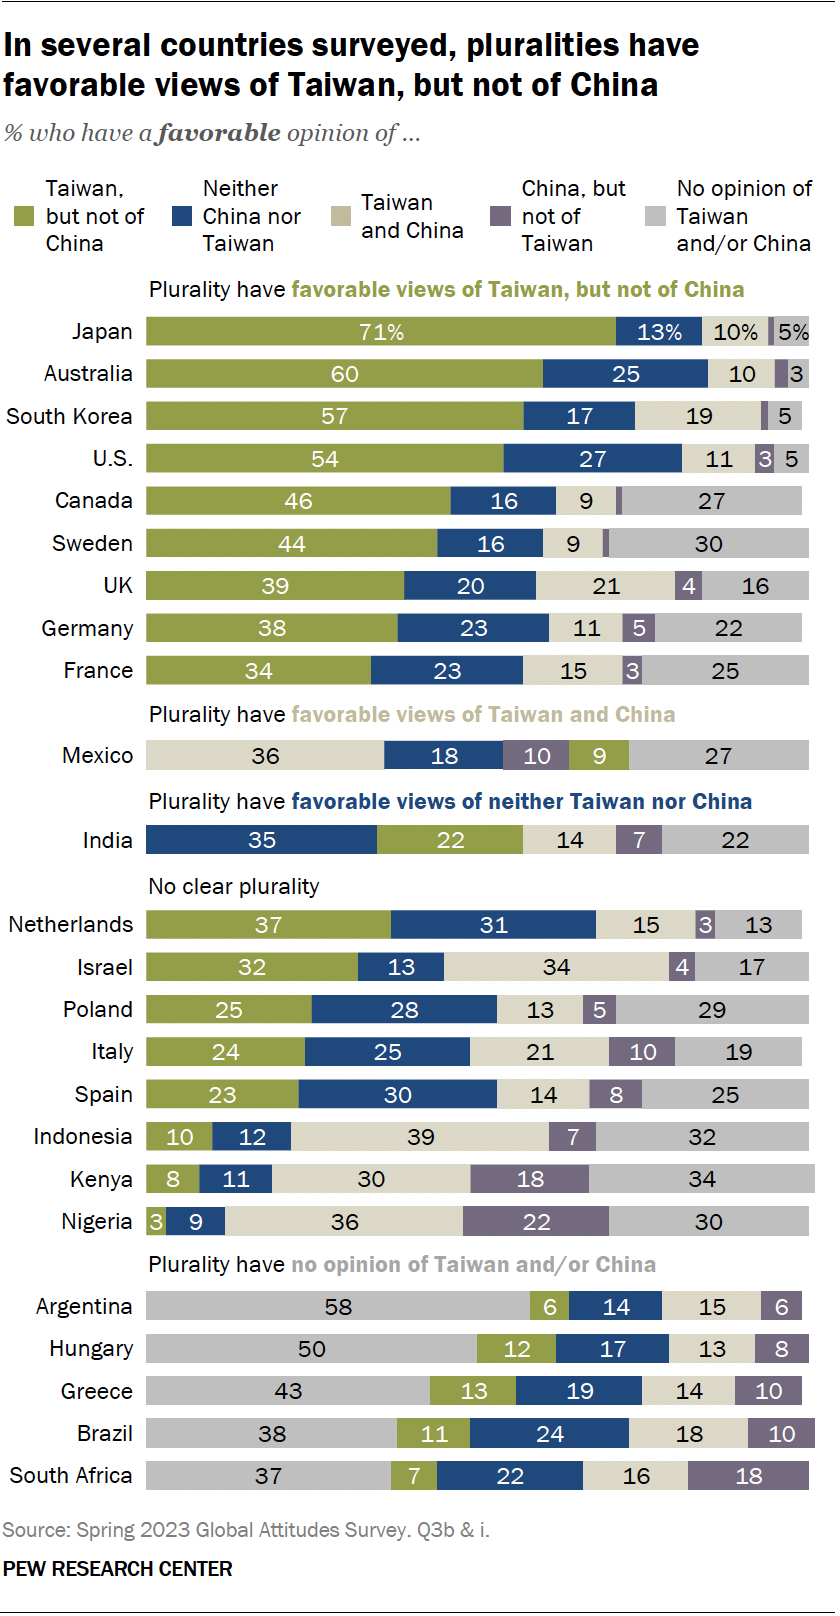 In several countries surveyed, pluralities have
favorable views of Taiwan, but not of China
% who have a favorable opinion of ...
Taiwan,
but not of
China
Neither
China nor
Taiwan
Taiwan
and China
China, but
not of
Taiwan
No opinion of
Taiwan
and/or China
Plurality have favorable views of Taiwan, but not of China
Japan 71% 13% 10% 5%
Australia 60 25 10 3
South Korea 57 17 19 5
U.S. 54 27 11 3 5
Canada 46 16 9 27
Sweden 44 16 9 30
UK 39 20 21 4 16
Germany 38 23 11 5 22
France 34 23 15 3 25
Plurality have favorable views of Taiwan and China
Mexico 36 18 10 9 27
Plurality have favorable views of neither Taiwan nor China
India 35 22 14 7 22
No clear plurality
Netherlands 37 31 15 3 13
Israel 32 13 34 4 17
Poland 25 28 13 5 29
Italy 24 25 21 10 19
Spain 23 30 14 8 25
Indonesia 10 12 39 7 32
Kenya 8 11 30 18 34
Nigeria 3 9 36 22 30
Plurality have no opinion of Taiwan and/or China
Argentina 58 6 14 15 6
Hungary 50 12 17 13 8
Greece 43 13 19 14 10
Brazil 38 11 24 18 10
South Africa 37 7 22 16 18
Source: Spring 2023 Global Attitudes Survey. Q3b & i.
PEW RESEARCH CENTER